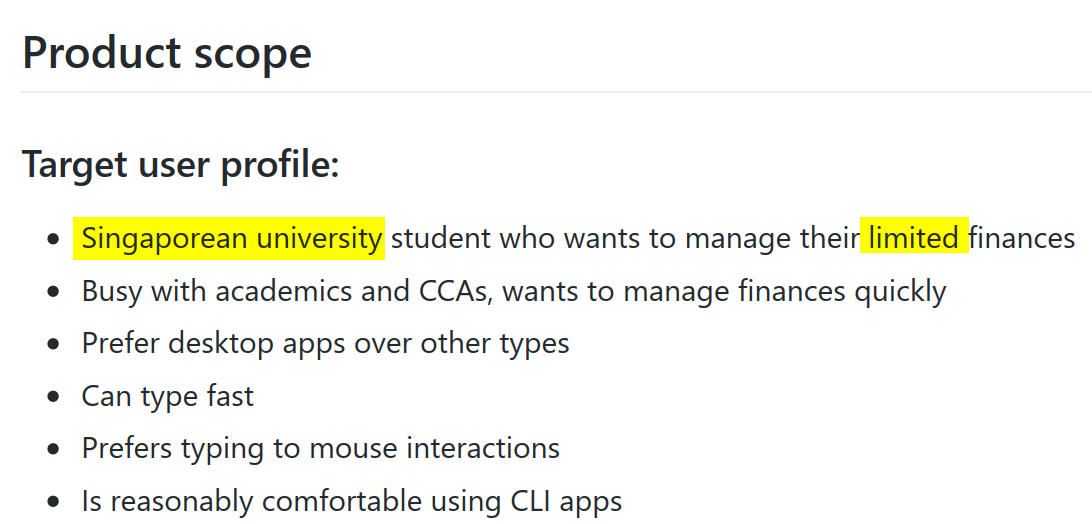 Product scope
Target user profile:
• Singaporean university student who wants to manage their limited finances
• Busy with academics and CCAs, wants to manage finances quickly
• Prefer desktop apps over other types
• Can type fast
• Prefers typing to mouse interactions
• Is reasonably comfortable using CLI apps